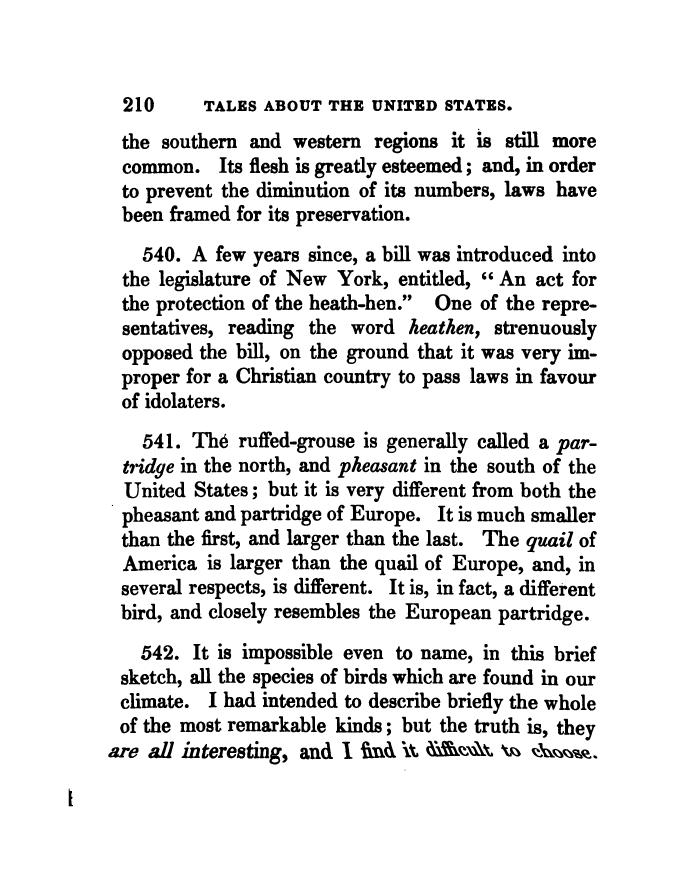 210 TALES ABOUT THE UNITED STATES.
the southern and western regions it is still more
common. Its flesh is greatly esteemed; and, in order
to prevent the diminution of its numbers, laws have
been framed for its preservation.
540. A few years since, a bill was introduced into
the legislature of New York, entitled, “ An act for
the protection of the heath-hen.” One of the repre-
sentatives, reading the word heathen, strenuously
opposed the bill, on the ground that it was very im-
proper for a Christian country to pass laws in favour
of idolaters.
541. The ruffed-grouse is generally called a par-
tridge in the north, and pheasant in the south of the
United States; but it is very different from both the
pheasant and partridge of Europe. It is much smaller
than the first, and larger than the last. The quail of
America is larger than the quail of Europe, and, in
several respects, is different. It is, in fact, a different
bird, and closely resembles the European partridge.
542. It is impossible even to name, in this brief
sketch, all the species of birds which are found in our
climate. I had intended to describe briefly the whole
of the most remarkable kinds; but the truth is, they
are all interesting, and I find it difficult to choose.